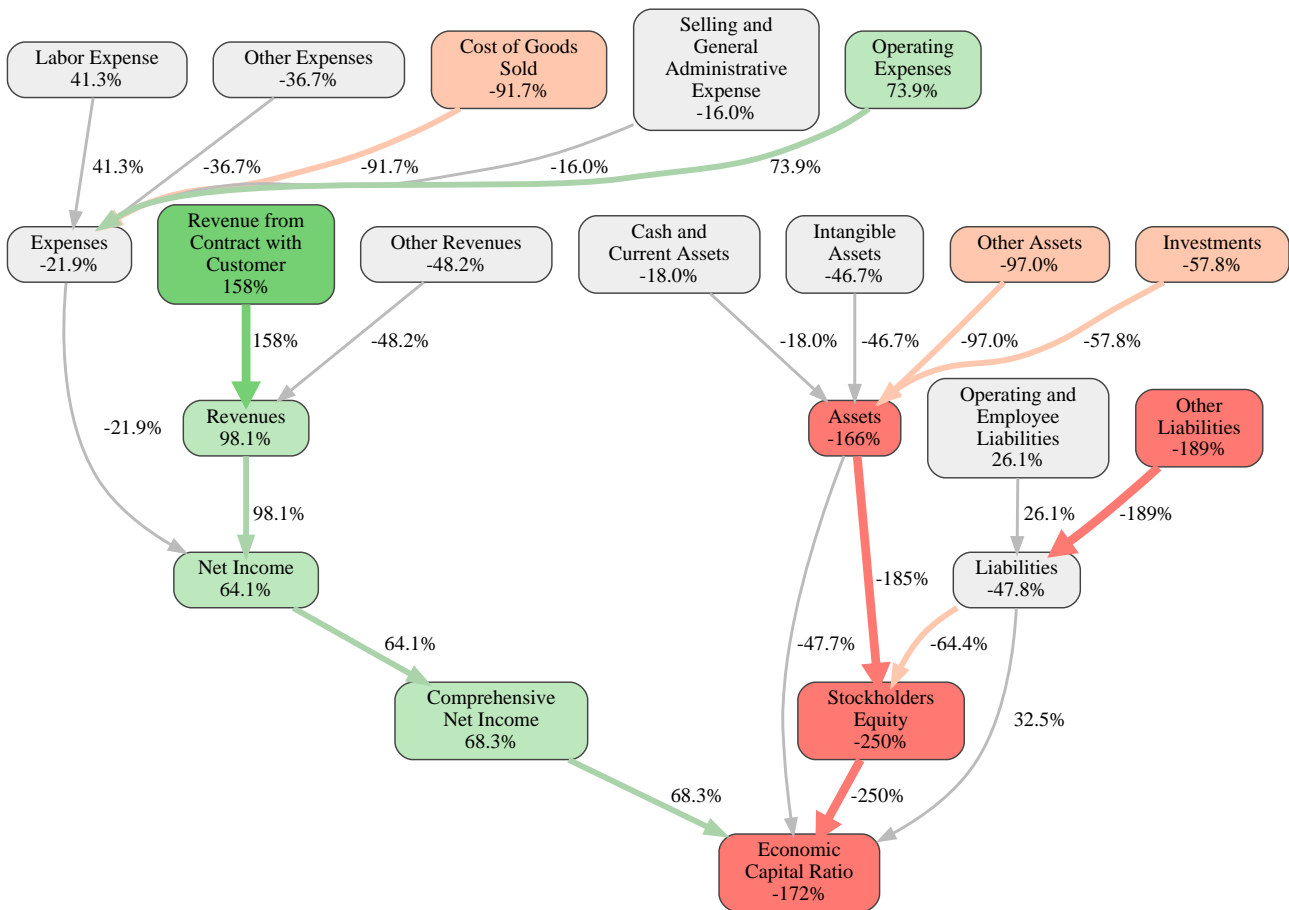 Labor Expense
41.3%
Other Expenses
-36.7%
Cost of Goods
Sold
-91.7%
Selling and
General
Administrative
Expense
-16.0%
Operating
Expenses
73.9%
41.3%
-36.7%
-91.7%
-16.0%
73.9%
Expenses
-21.9%
Revenue from
Contract with
Customer
158%
Other Revenues
-48.2%
Cash and
Current Assets
-18.0%
Intangible
Assets
-46.7%
Other Assets
-97.0%
Investments
-57.8%
158%
-48.2%
-18.0%
-46.7%
-97.0%
-57.8%
-21.9%
Revenues
98.1%
Assets
-166%
Operating and
Employee
Liabilities
26.1%
Other
Liabilities
-189%
98.1%
26.1%
-189%
Net Income
64.1%
-185%
Liabilities
-47.8%
64.1%
-47.7%
-64.4%
32.5%
Comprehensive
Net Income
68.3%
Stockholders
Equity
-250%
68.3%
-250%
Economic
Capital Ratio
-172%